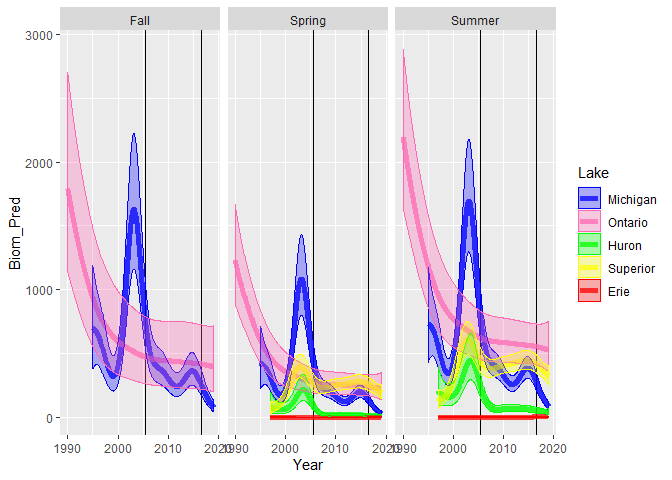 Fall Spring Summer
3000
2000
1000
0
Biom_Pred
1990 2000 2010 2020 1990 2000 2010 2020 1990 2000 2010 2020
Year
Lake
Michigan
Ontario
Huron
Superior
Erie